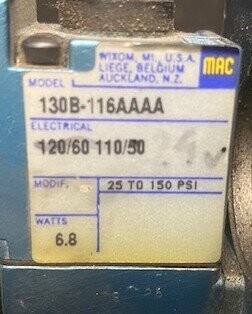 WIXOM, MI., U.S.A.
LIEGE, BELGIUM
AUCKLAND, N.Z.
MAC
MODEL
130B-116AAAA
ELECTRICAL
120/60 110/50
MODIF.
25 TO 150 PSI
WATTS
6.8